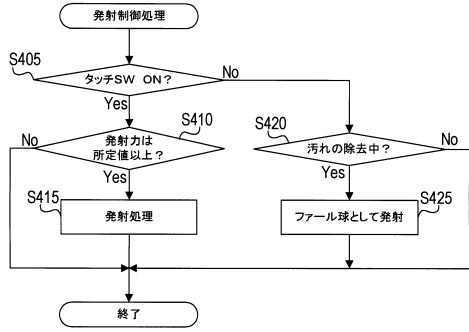 発射制御処理
S405
タッチSW ON？
No
Yes
S410
発射力は
所定値以上？
No
Yes
S420
汚れの除去中？
No
Yes
S415
発射処理
S425
ファール球として発射
終了